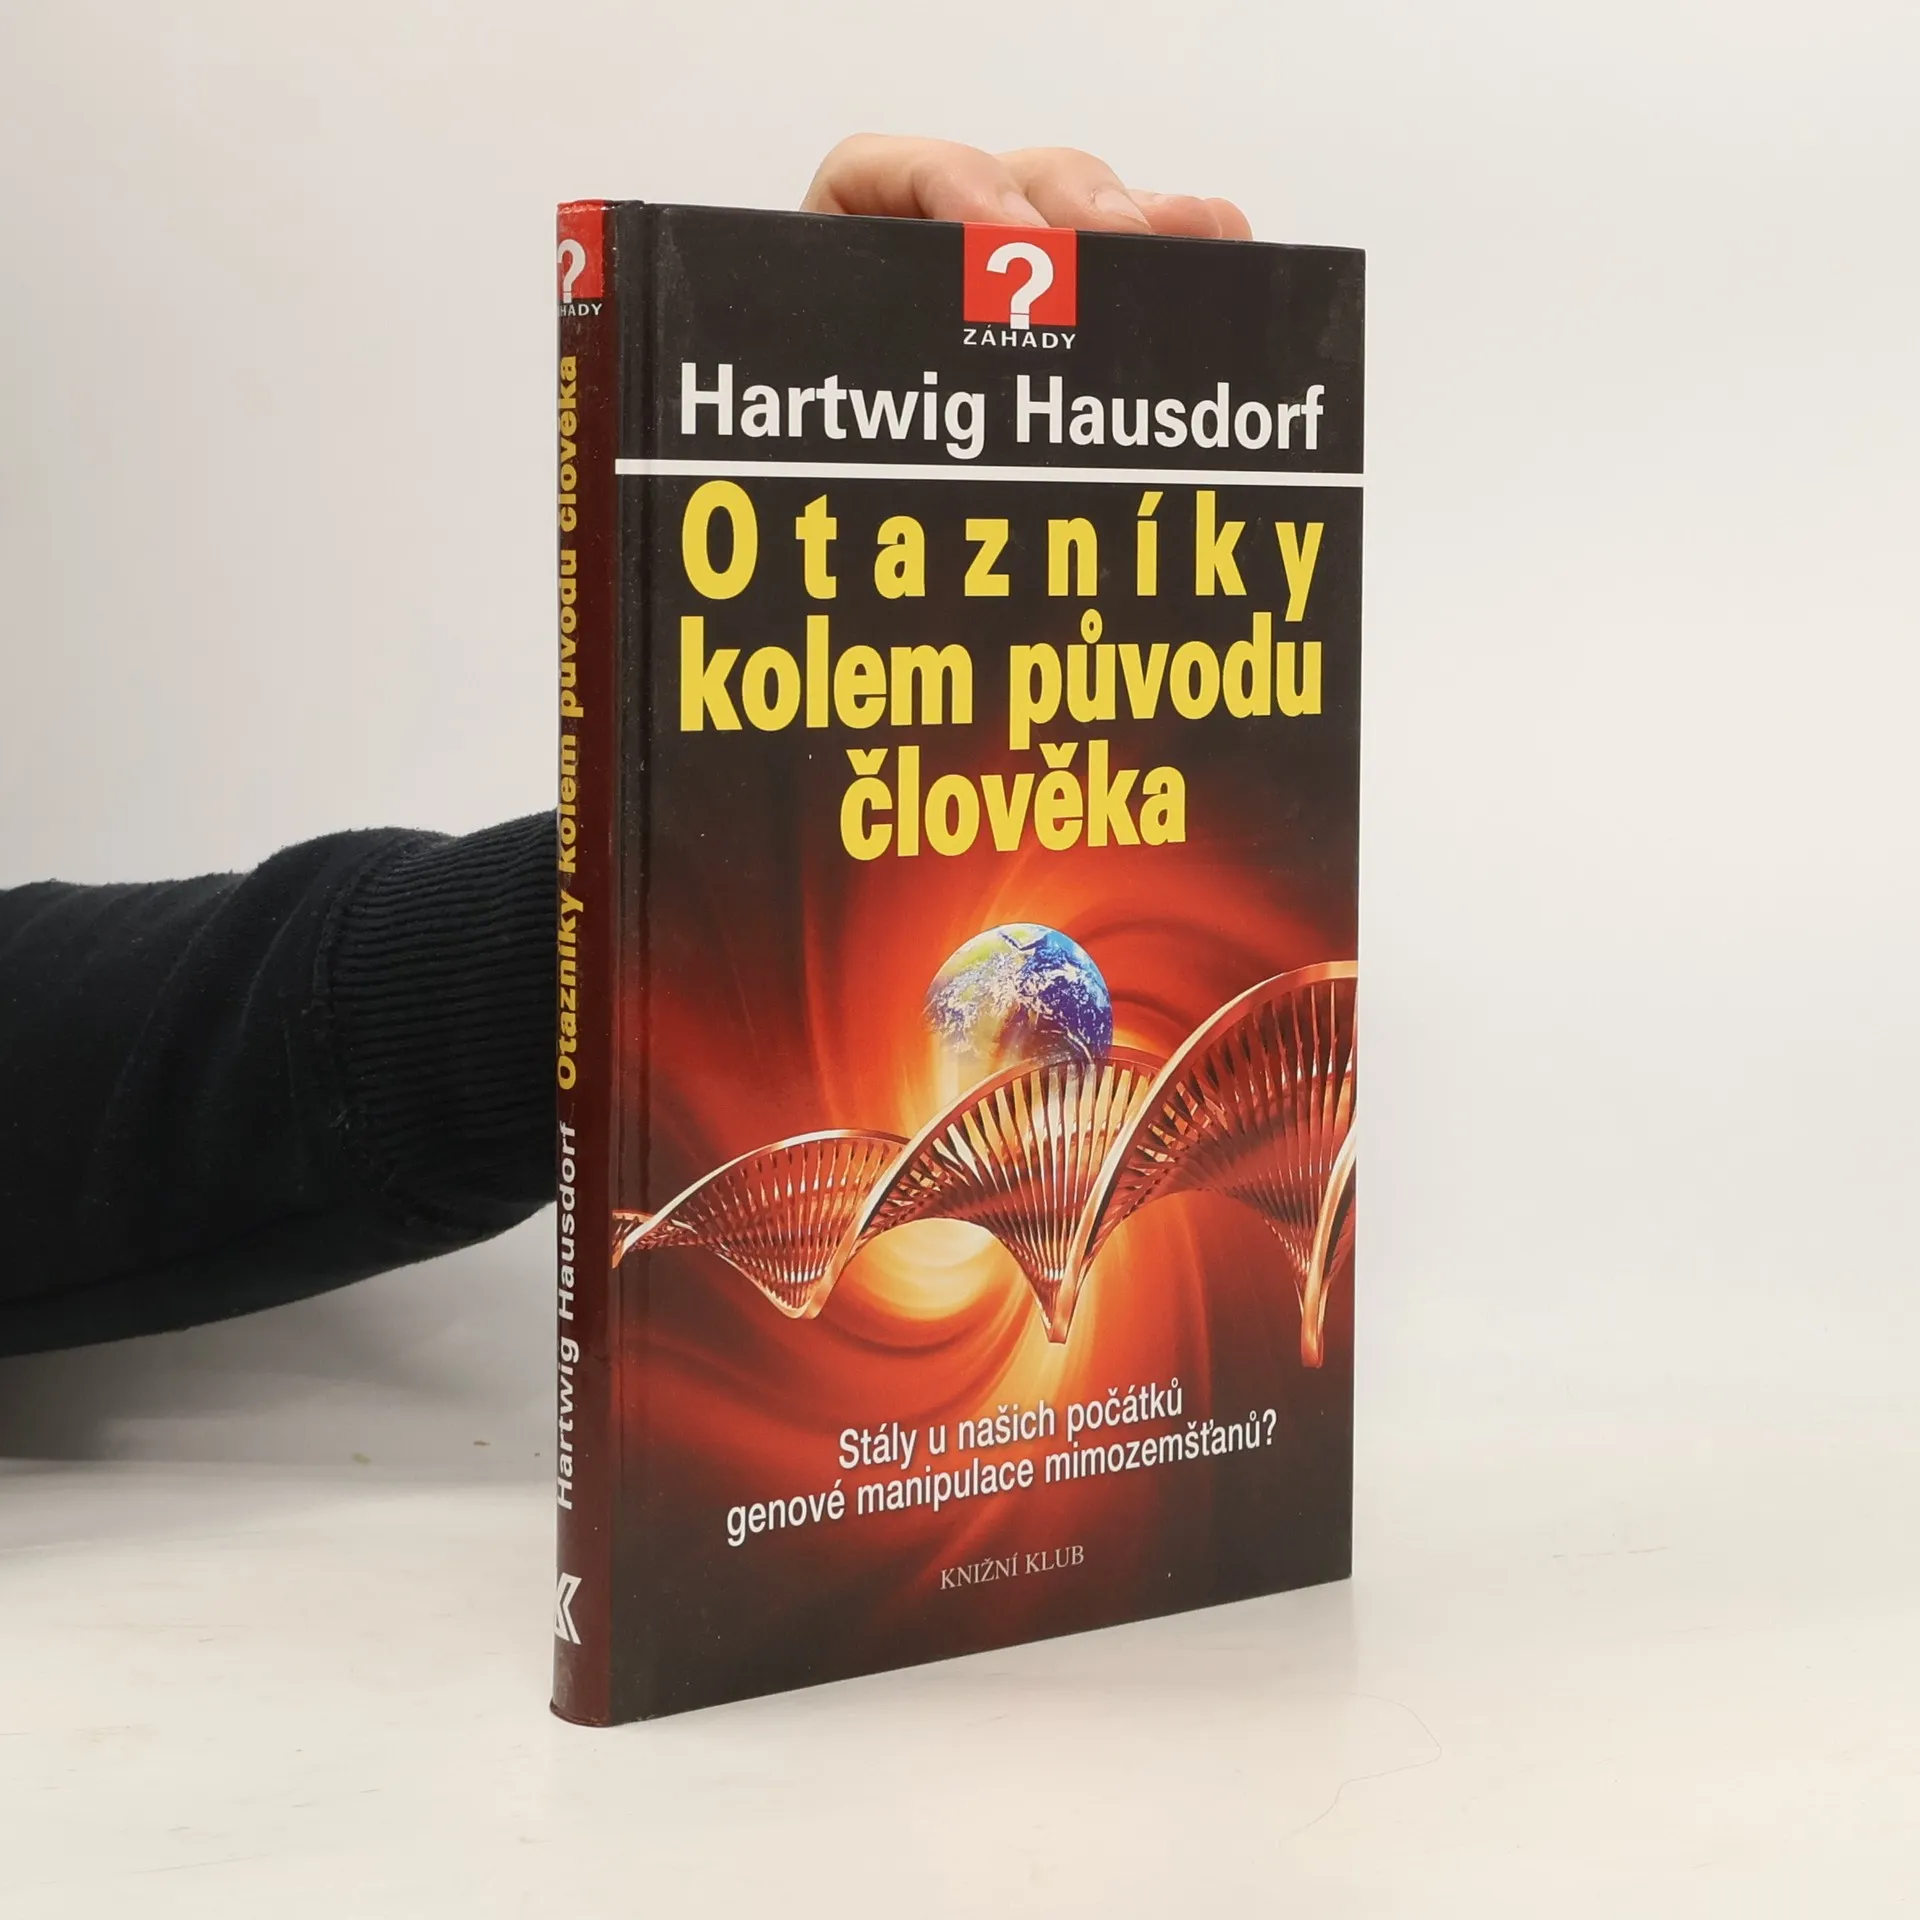 ?
ZÁHADY
Hartwig Hausdorf
Otazníky
kolem původu
člověka
Stály u našich počátků
genové manipulace mimozemšťanů?
KNIŽNÍ KLUB
?
HADY
Hartwig Hausdorf Otazníky kolem původu člověka